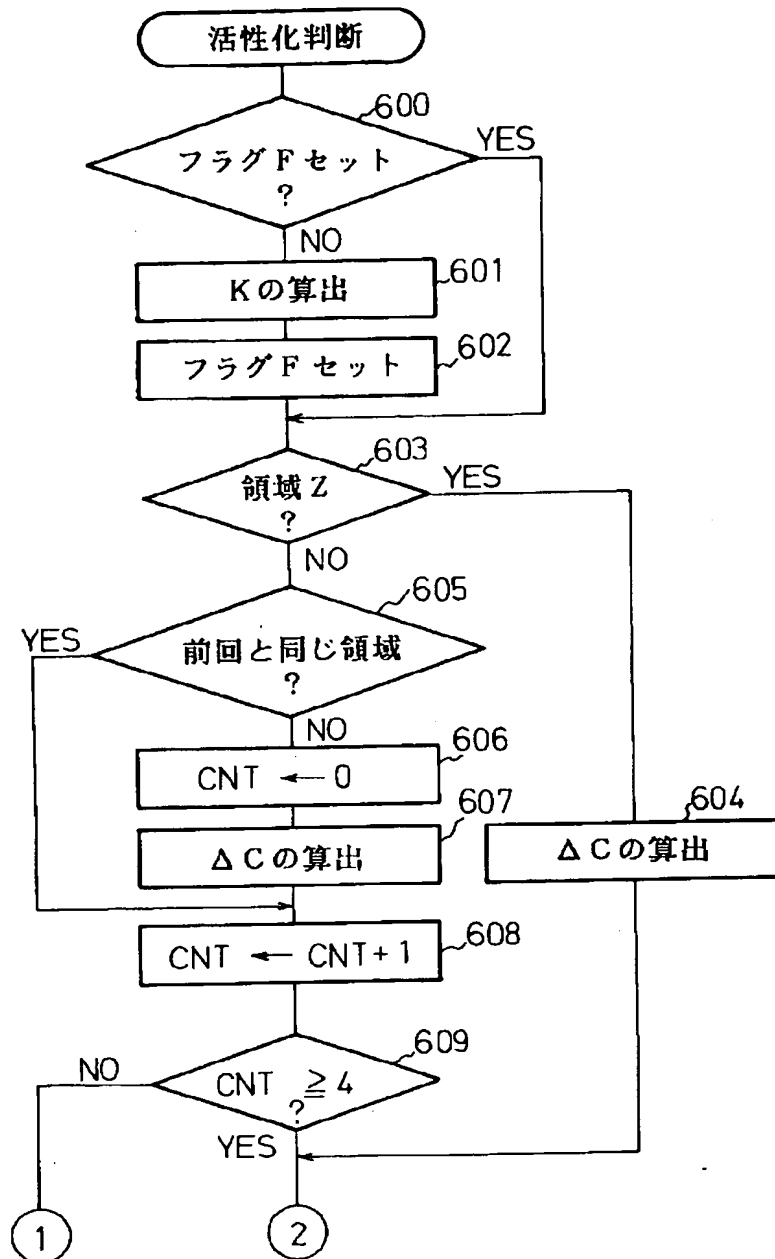 活性化判断
600
フラグFセット
?
YES
NO
Kの算出
601
フラグFセット
602
603
領域Z
?
YES
NO
605
前回と同じ領域
?
YES
NO
CNT ← 0
606
ΔCの算出
607
604
ΔCの算出
CNT ← CNT+1
608
609
CNT ≧ 4
?
NO
YES
1
2